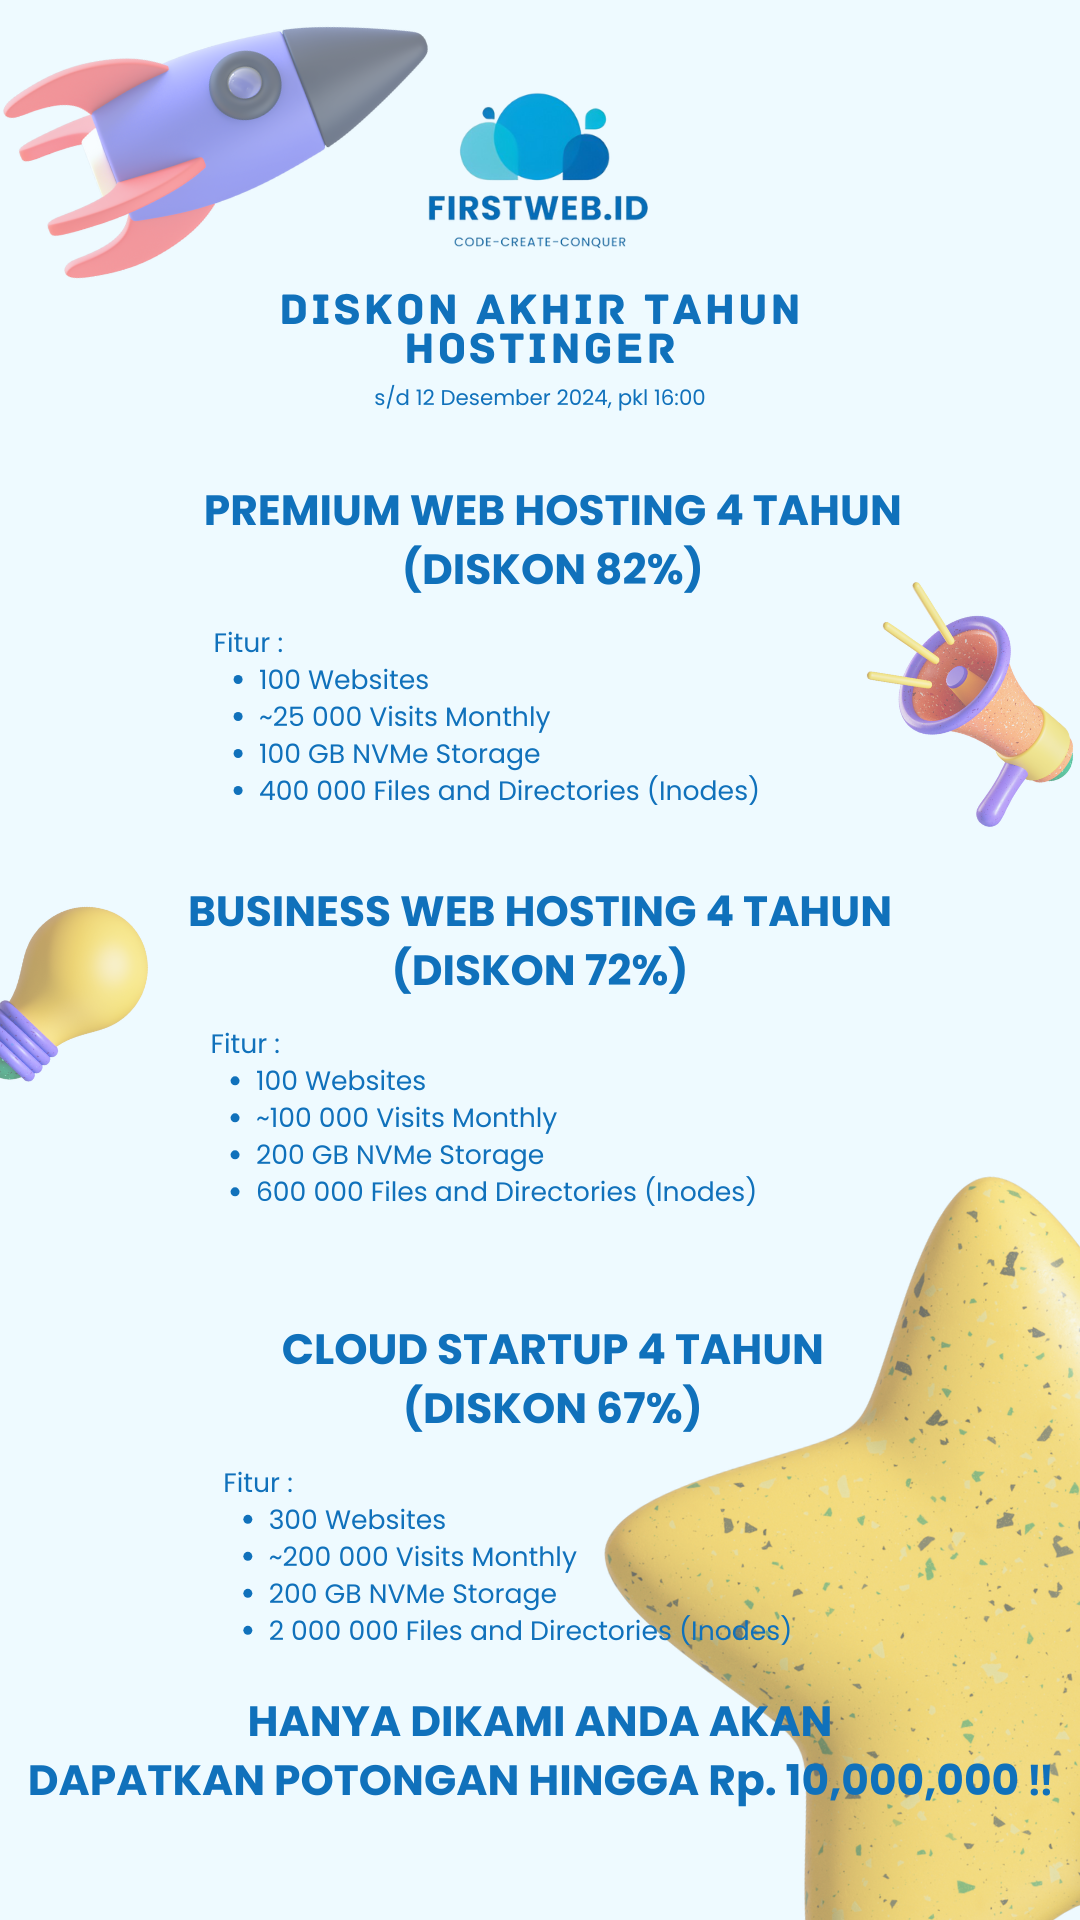 FIRSTWEB.ID
CODE-CREATE-CONQUER
DISKON AKHIR TAHUN
HOSTINGER
s/d 12 Desember 2024, pkl 16:00
PREMIUM WEB HOSTING 4 TAHUN
(DISKON 82%)
Fitur :
• 100 Websites
• ~25 000 Visits Monthly
• 100 GB NVMe Storage
• 400 000 Files and Directories (Inodes)
BUSINESS WEB HOSTING 4 TAHUN
(DISKON 72%)
Fitur :
• 100 Websites
• ~100 000 Visits Monthly
• 200 GB NVMe Storage
• 600 000 Files and Directories (Inodes)
CLOUD STARTUP 4 TAHUN
(DISKON 67%)
Fitur :
• 300 Websites
• ~200 000 Visits Monthly
• 200 GB NVMe Storage
• 2 000 000 Files and Directories (Inodes)
HANYA DIKAMI ANDA AKAN
DAPATKAN POTONGAN HINGGA Rp. 10,000,000 !!